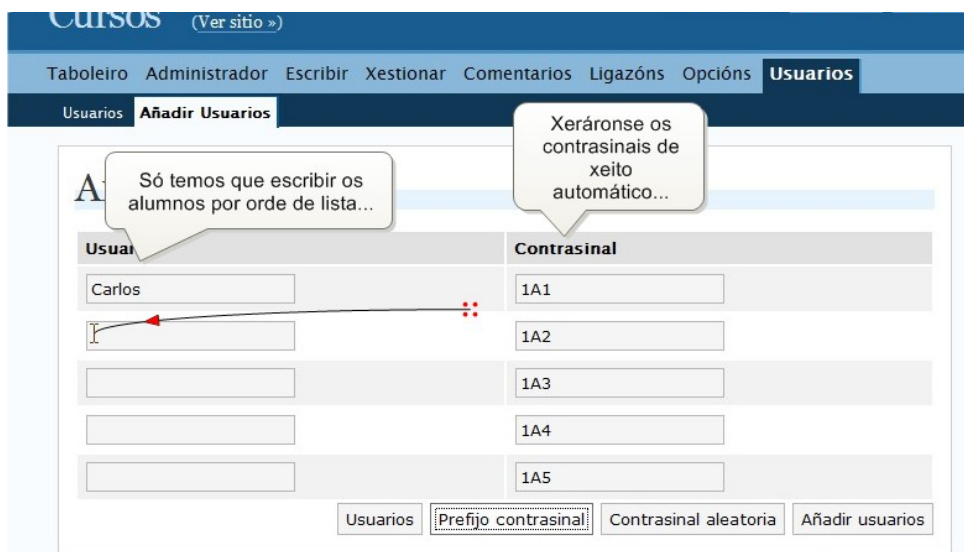 Cursos (Ver sitio »)
Taboleiro Administrador Escribir Xestionar Comentarios Ligazóns Opcións Usuarios
Usuarios Añadir Usuarios
Xeráronse os
contrasinais de
xeito
automático...
Só temos que escribir os
alumnos por orde de lista...
Contrasinal
Carlos 1A1
1A2
1A3
1A4
1A5
Usuarios Prefijo contrasinal Contrasinal aleatoria Añadir usuarios